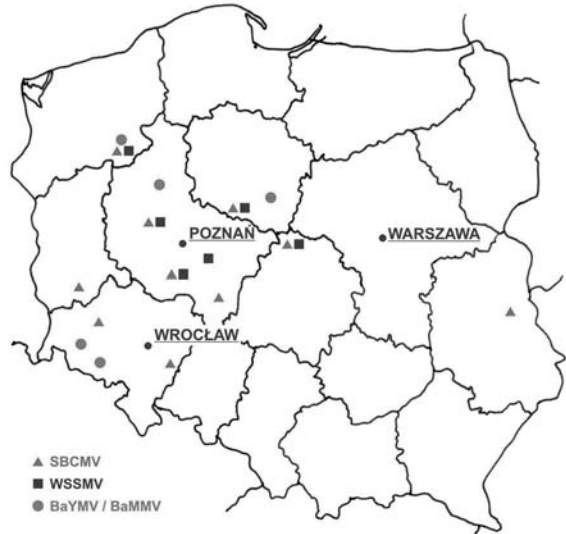 POZNAŃ
WARSZAWA
WROCŁAW
SBCMV
WSSMV
BaYMV / BaMMV